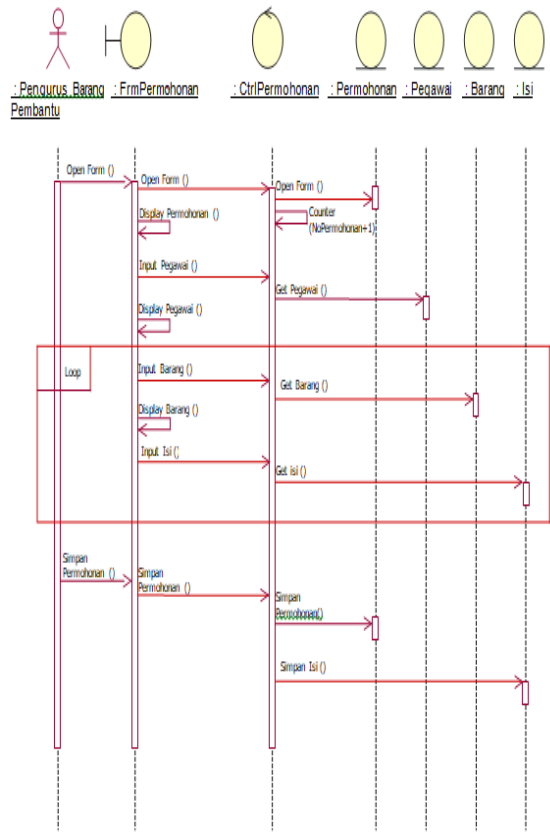 : Pengurus Barang
Pembantu
: FrmPermohonan
: CtrlPermohonan
: Permohonan
: Pegawai
: Barang
: Isi
Open Form ()
Open Form ()
Open Form ()
Display Permohonan ()
Counter
(NoPermohonan+1)
Input Pegawai ()
Get Pegawai ()
Display Pegawai ()
Loop
Input Barang ()
Get Barang ()
Display Barang ()
Input Isi ()
Get isi ()
Simpan
Permohonan ()
Simpan
Permohonan ()
Simpan
Permohonan()
Simpan Isi ()